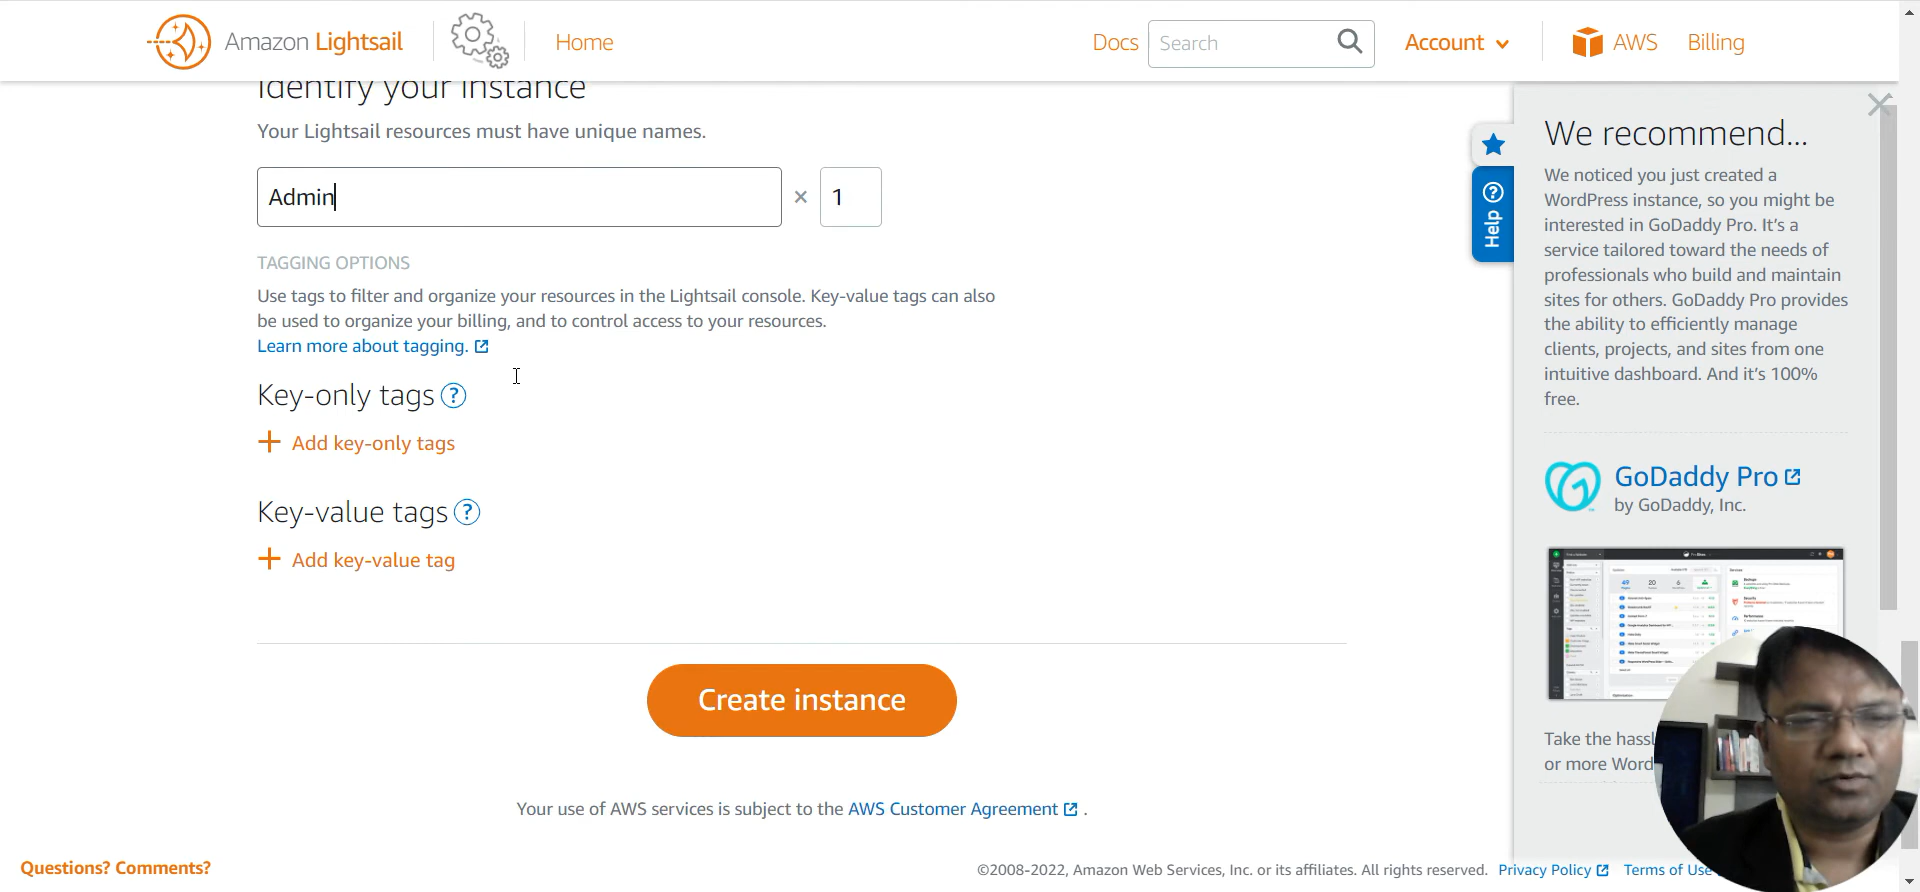 Amazon Lightsail
Home
Docs
Search
Account
AWS
Billing
Identify your instance
Your Lightsail resources must have unique names.
Admin
× 1
TAGGING OPTIONS
Use tags to filter and organize your resources in the Lightsail console. Key-value tags can also
be used to organize your billing, and to control access to your resources.
Learn more about tagging.
Key-only tags ?
+ Add key-only tags
Key-value tags ?
+ Add key-value tag
Create instance
Your use of AWS services is subject to the AWS Customer Agreement .
Help ?
We recommend...
We noticed you just created a
WordPress instance, so you might be
interested in GoDaddy Pro. It's a
service tailored toward the needs of
professionals who build and maintain
sites for others. GoDaddy Pro provides
the ability to efficiently manage
clients, projects, and sites from one
intuitive dashboard. And it's 100%
free.
GoDaddy Pro
by GoDaddy, Inc.
Take the hassl
or more Word
Questions? Comments?
©2008-2022, Amazon Web Services, Inc. or its affiliates. All rights reserved.
Privacy Policy
Terms of Use